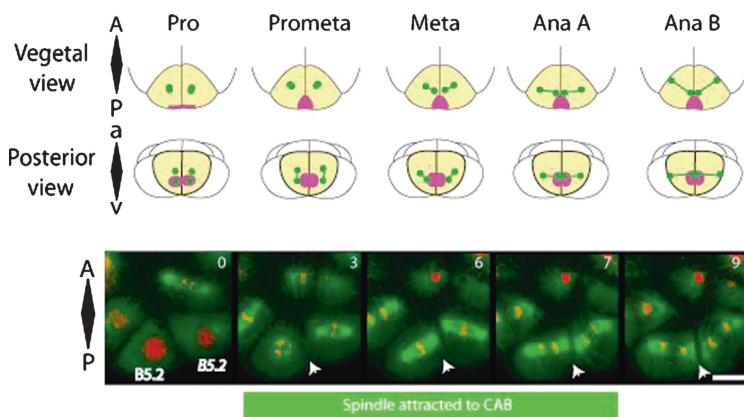 A Pro Prometa Meta Ana A Ana B
Vegetal
view
P
a
Posterior
view
v
0 3 6 7 9
A
P
B5.2 B5.2
Spindle attracted to CAB